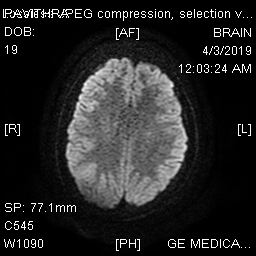 JPEG compression, selection v...
[AF]
DOB:
BRAIN
19
4/3/2019
12:03:24 AM
[R]
[L]
SP: 77.1mm
C545
W1090
[PH]
GE MEDICA...